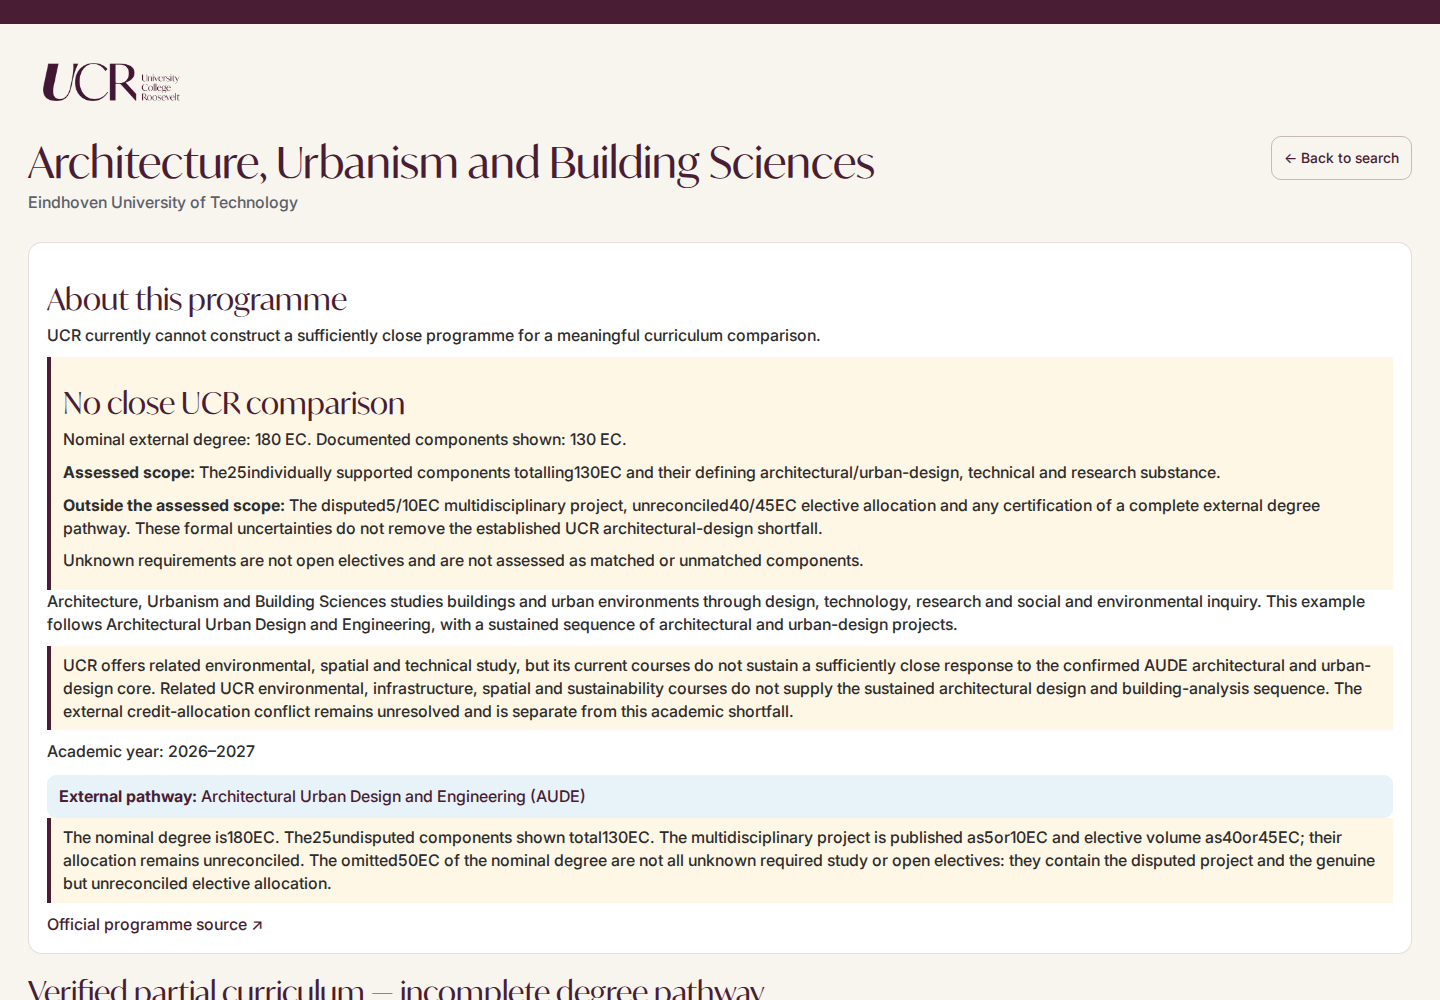 UCR University
College
Roosevelt
Architecture, Urbanism and Building Sciences
← Back to search
Eindhoven University of Technology
About this programme
UCR currently cannot construct a sufficiently close programme for a meaningful curriculum comparison.
No close UCR comparison
Nominal external degree: 180 EC. Documented components shown: 130 EC.
Assessed scope: The25individually supported components totalling130EC and their defining architectural/urban-design, technical and research substance.
Outside the assessed scope: The disputed5/10EC multidisciplinary project, unreconciled40/45EC elective allocation and any certification of a complete external degree
pathway. These formal uncertainties do not remove the established UCR architectural-design shortfall.
Unknown requirements are not open electives and are not assessed as matched or unmatched components.
Architecture, Urbanism and Building Sciences studies buildings and urban environments through design, technology, research and social and environmental inquiry. This example
follows Architectural Urban Design and Engineering, with a sustained sequence of architectural and urban-design projects.
UCR offers related environmental, spatial and technical study, but its current courses do not sustain a sufficiently close response to the confirmed AUDE architectural and urban-
design core. Related UCR environmental, infrastructure, spatial and sustainability courses do not supply the sustained architectural design and building-analysis sequence. The
external credit-allocation conflict remains unresolved and is separate from this academic shortfall.
Academic year: 2026–2027
External pathway: Architectural Urban Design and Engineering (AUDE)
The nominal degree is180EC. The25undisputed components shown total130EC. The multidisciplinary project is published as5or10EC and elective volume as40or45EC; their
allocation remains unreconciled. The omitted50EC of the nominal degree are not all unknown required study or open electives: they contain the disputed project and the genuine
but unreconciled elective allocation.
Official programme source ↗
Verified partial curriculum — incomplete degree pathway